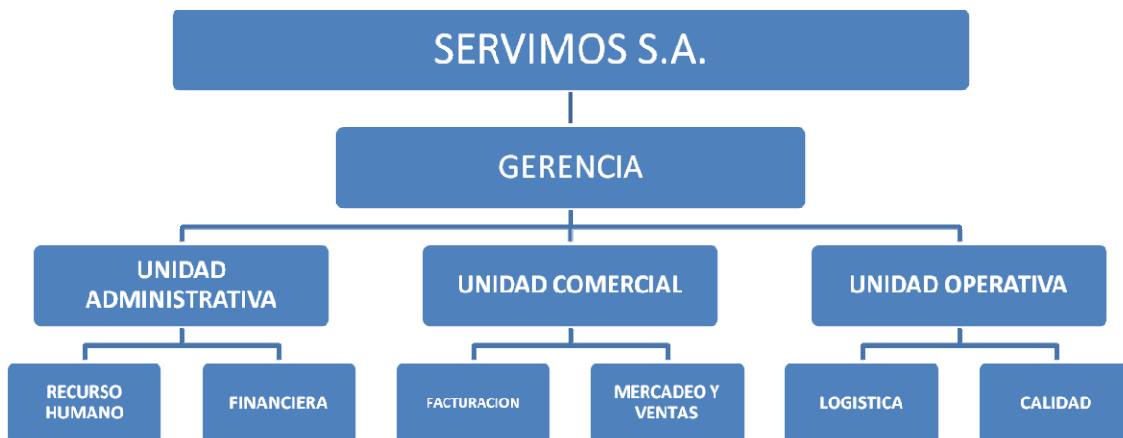 SERVIMOS S.A.
GERENCIA
UNIDAD
ADMINISTRATIVA
UNIDAD COMERCIAL
UNIDAD OPERATIVA
RECURSO
HUMANO
FINANCIERA
FACTURACION
MERCADEO Y
VENTAS
LOGISTICA
CALIDAD